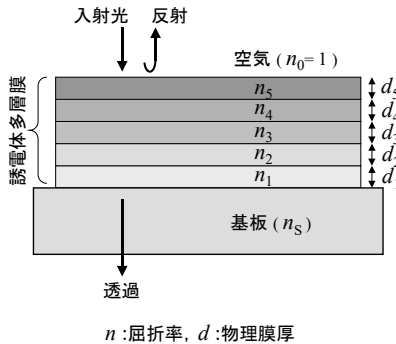 入射光 反射
空気 ( n0= 1 )
誘電体多層膜
n5
n4
n3
n2
n1
基板 ( nS )
透過
n :屈折率, d :物理膜厚